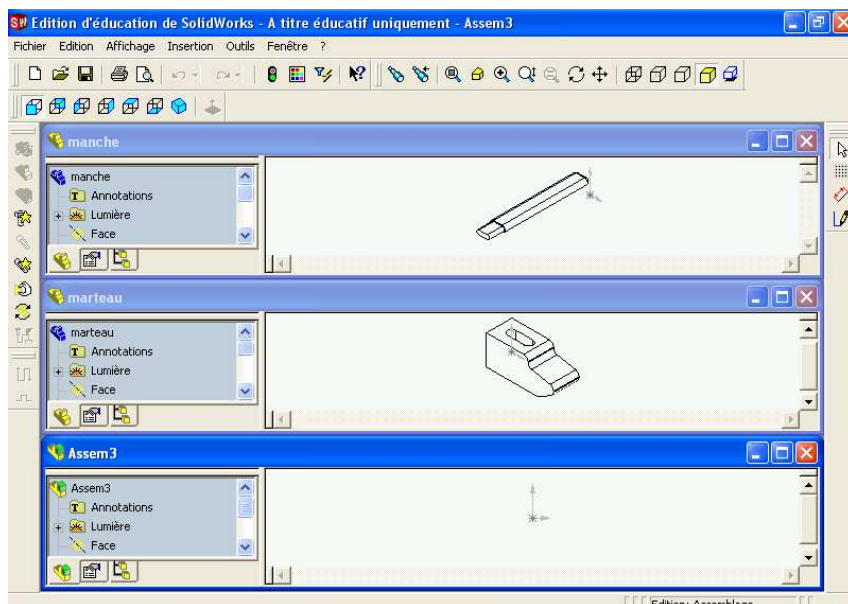 Edition d'éducation de SolidWorks - A titre éducatif uniquement - Assem3
Fichier Edition Affichage Insertion Outils Fenêtre ?
manche
manche
Annotations
Lumière
Face
marteau
marteau
Annotations
Lumière
Face
Assem3
Assem3
Annotations
Lumière
Face
Edition: Assemblage